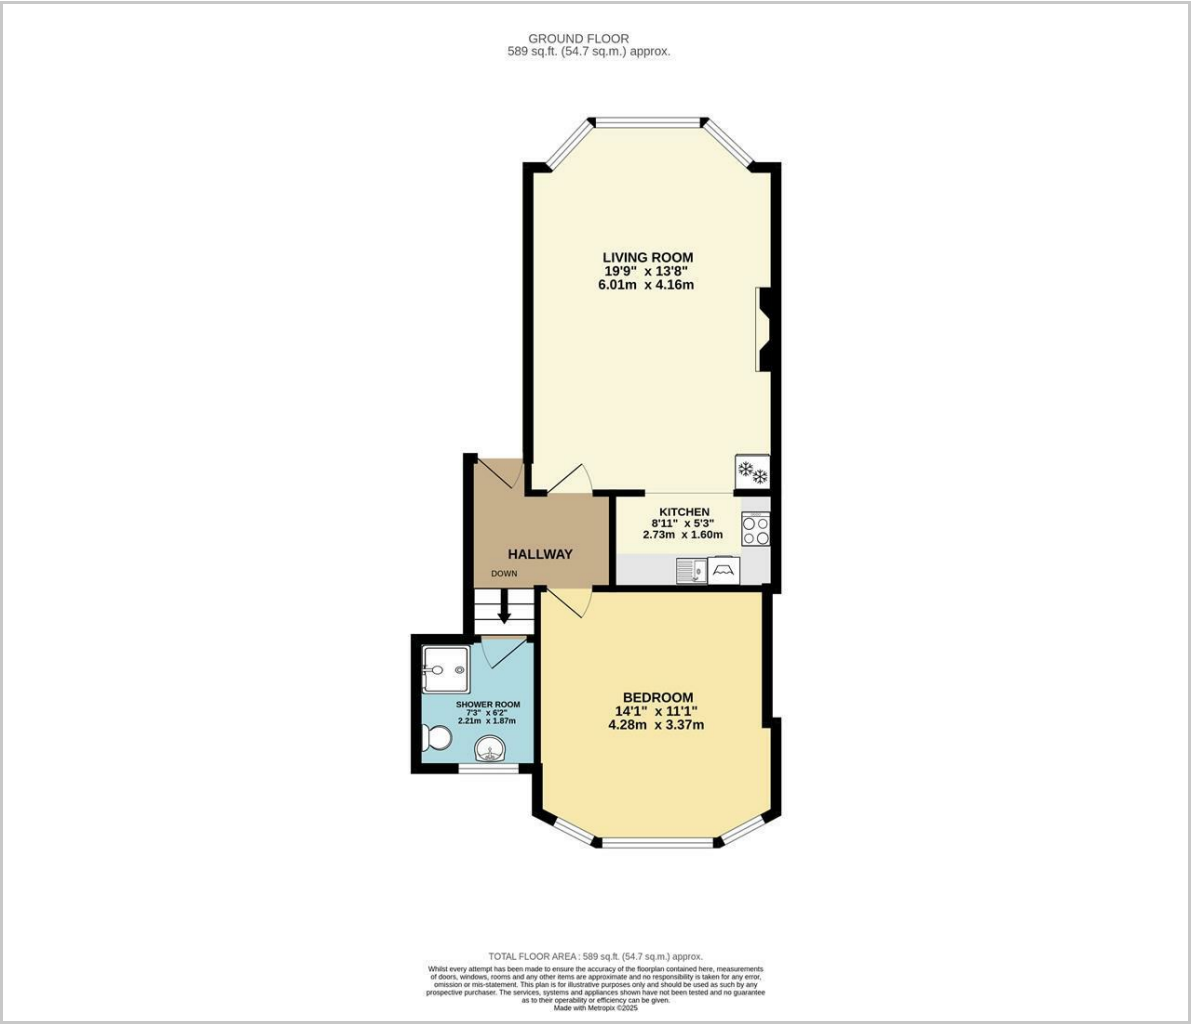 GROUND FLOOR
589 sq.ft. (54.7 sq.m.) approx.
LIVING ROOM
19'9" x 13'8"
6.01m x 4.16m
KITCHEN
8'11" x 5'3"
2.73m x 1.60m
HALLWAY
DOWN
BEDROOM
14'1" x 11'1"
4.28m x 3.37m
SHOWER ROOM
7'3" x 6'2"
2.21m x 1.87m
TOTAL FLOOR AREA : 589 sq.ft. (54.7 sq.m.) approx.
Whilst every attempt has been made to ensure the accuracy of the floorplan contained here, measurements
of doors, windows, rooms and any other items are approximate and no responsibility is taken for any error,
omission or mis-statement. This plan is for illustrative purposes only and should be used as such by any
prospective purchaser. The services, systems and appliances shown have not been tested and no guarantee
as to their operability or efficiency can be given.
Made with Metropix ©2025